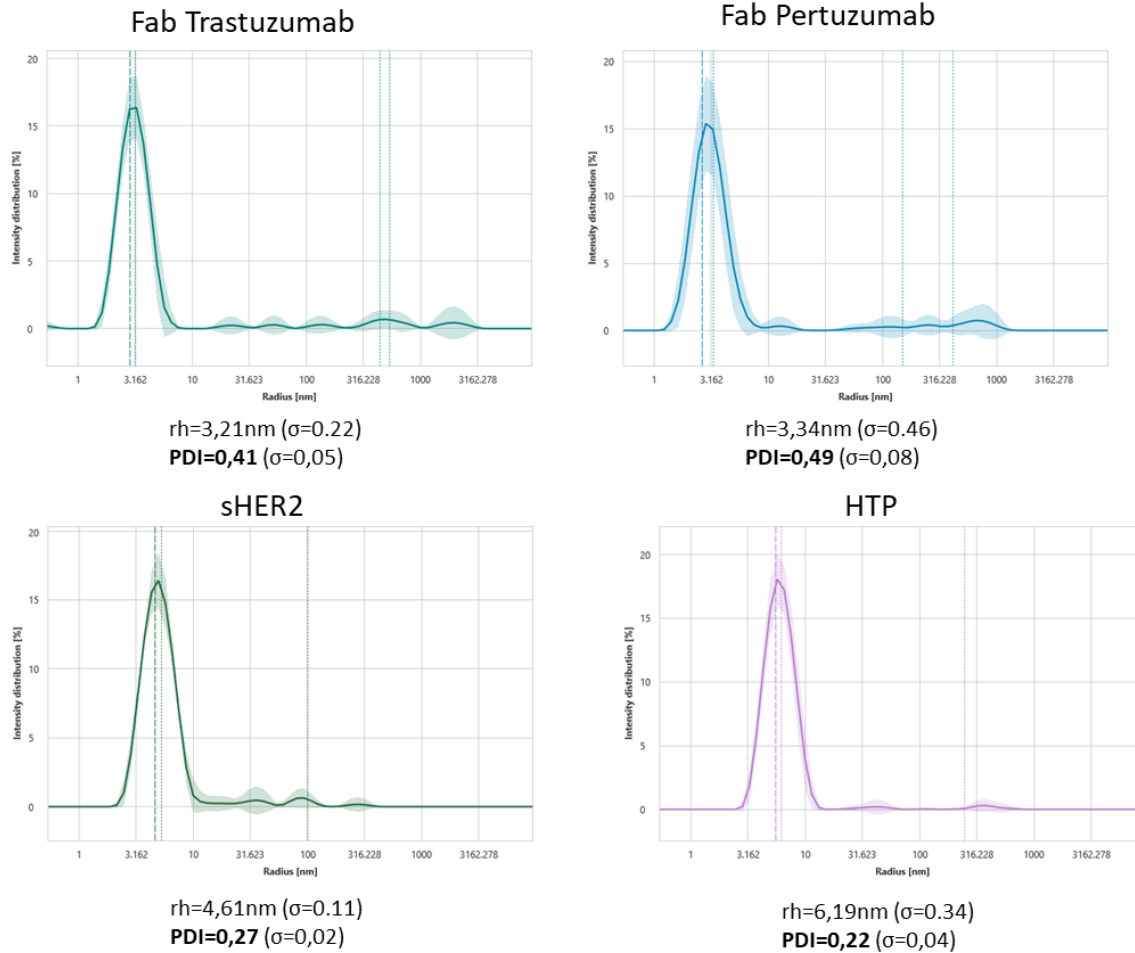 Fab Trastuzumab
20
15
10
5
0
Intensity distribution [%]
1
3.162
10
31.623
100
316.228
1000
3162.278
Radius [nm]
rh=3,21nm (σ=0.22)
PDI=0,41 (σ=0,05)
Fab Pertuzumab
20
15
10
5
0
Intensity distribution [%]
1
3.162
10
31.623
100
316.228
1000
3162.278
Radius [nm]
rh=3,34nm (σ=0.46)
PDI=0,49 (σ=0,08)
sHER2
20
15
10
5
0
Intensity distribution [%]
1
3.162
10
31.623
100
316.228
1000
3162.278
Radius [nm]
rh=4,61nm (σ=0.11)
PDI=0,27 (σ=0,02)
HTP
20
15
10
5
0
Intensity distribution [%]
1
3.162
10
31.623
100
316.228
1000
3162.278
Radius [nm]
rh=6,19nm (σ=0.34)
PDI=0,22 (σ=0,04)